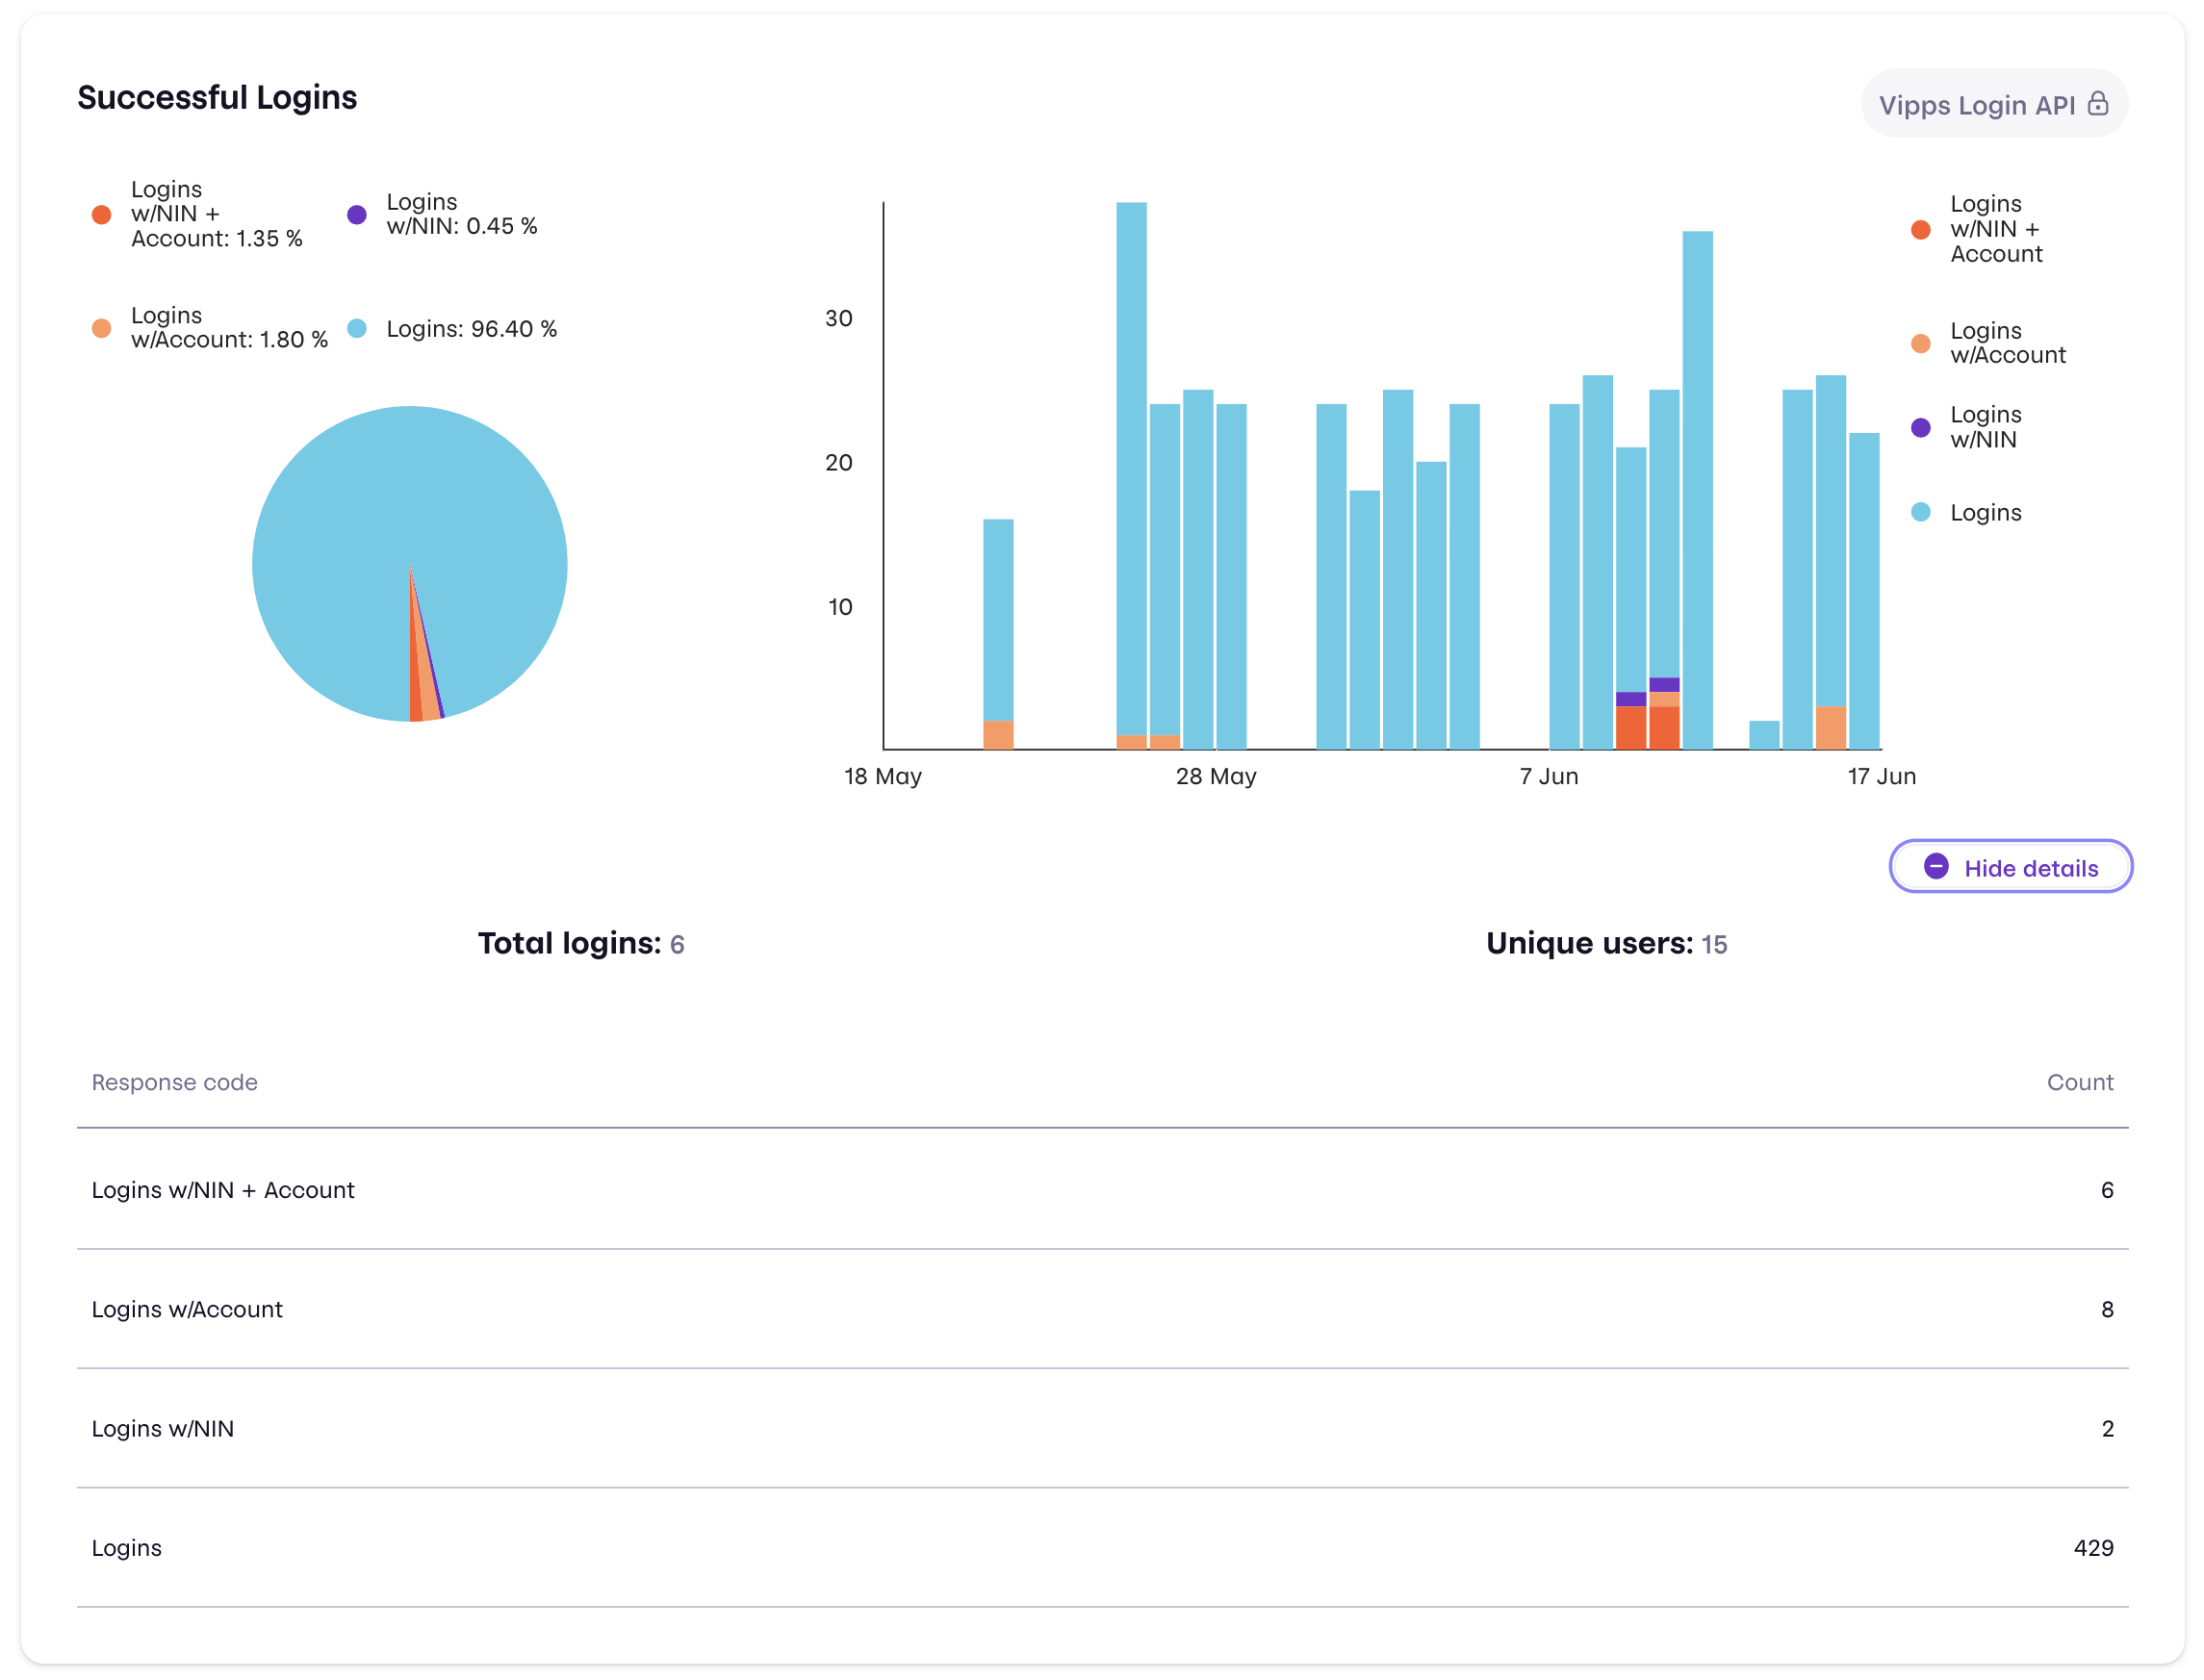 Successful Logins
Vipps Login API
Logins
w/NIN +
Account: 1.35 %
Logins
w/NIN: 0.45 %
Logins
w/Account: 1.80 %
Logins: 96.40 %
30
20
10
18 May
28 May
7 Jun
17 Jun
Logins
w/NIN +
Account
Logins
w/Account
Logins
w/NIN
Logins
Hide details
Total logins: 6
Unique users: 15
Response code Count
Logins w/NIN + Account 6
Logins w/Account 8
Logins w/NIN 2
Logins 429